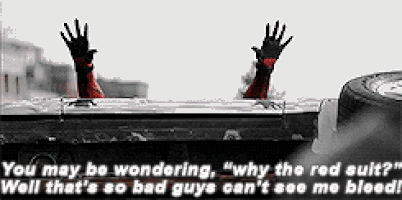 You may be wondering, "why the red suit?"
Well that's so bad guys can't see me bleed!